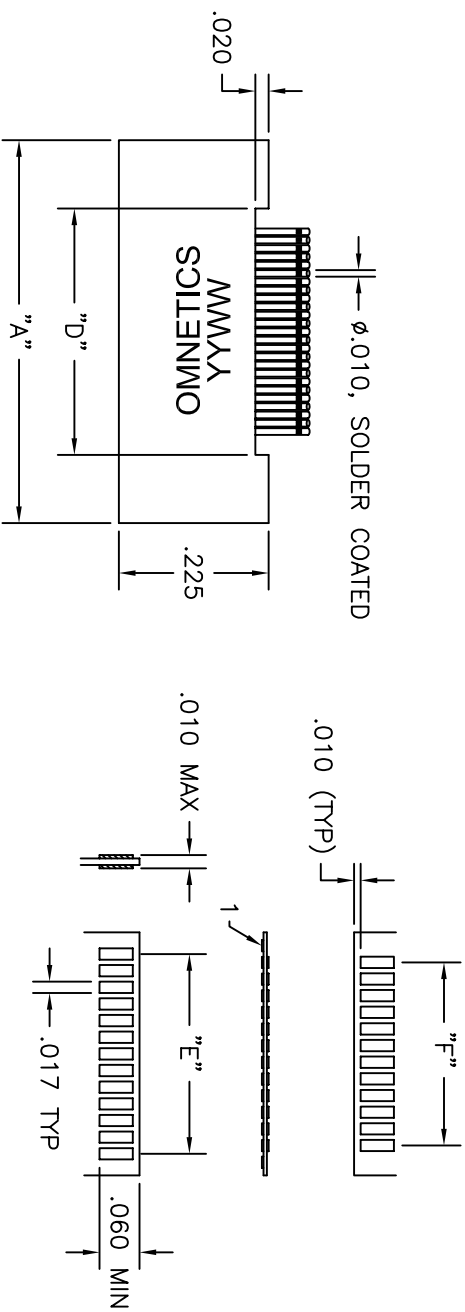 .020
ø.010, SOLDER COATED
OMNETICS
YYWW
"D"
"A"
.225
"F"
.010 (TYP)
1
.010 MAX
"E"
.017 TYP
.060 MIN